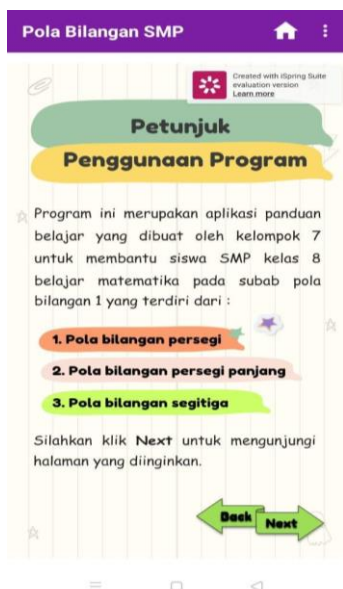 Pola Bilangan SMP
Created with iSpring Suite
evaluation version
Learn more
Petunjuk
Penggunaan Program
Program ini merupakan aplikasi panduan
belajar yang dibuat oleh kelompok 7
untuk membantu siswa SMP kelas 8
belajar matematika pada subab pola
bilangan 1 yang terdiri dari :
1. Pola bilangan persegi
2. Pola bilangan persegi panjang
3. Pola bilangan segitiga
Silahkan klik Next untuk mengunjungi
halaman yang diinginkan.
Back
Next